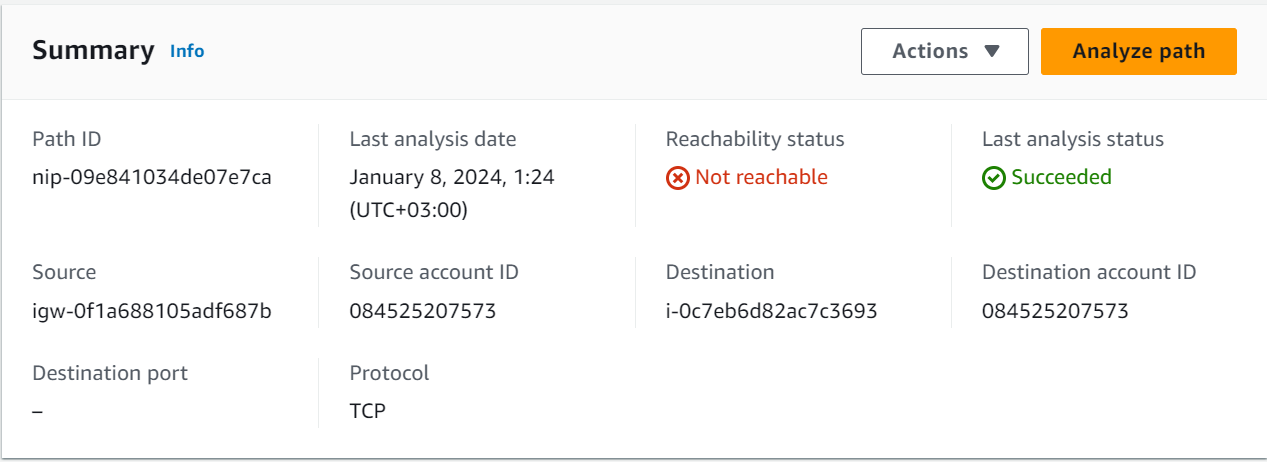 Summary Info
Actions ▼
Analyze path
Path ID
nip-09e841034de07e7ca
Last analysis date
January 8, 2024, 1:24
(UTC+03:00)
Reachability status
Not reachable
Last analysis status
Succeeded
Source
igw-0f1a688105adf687b
Source account ID
084525207573
Destination
i-0c7eb6d82ac7c3693
Destination account ID
084525207573
Destination port
–
Protocol
TCP